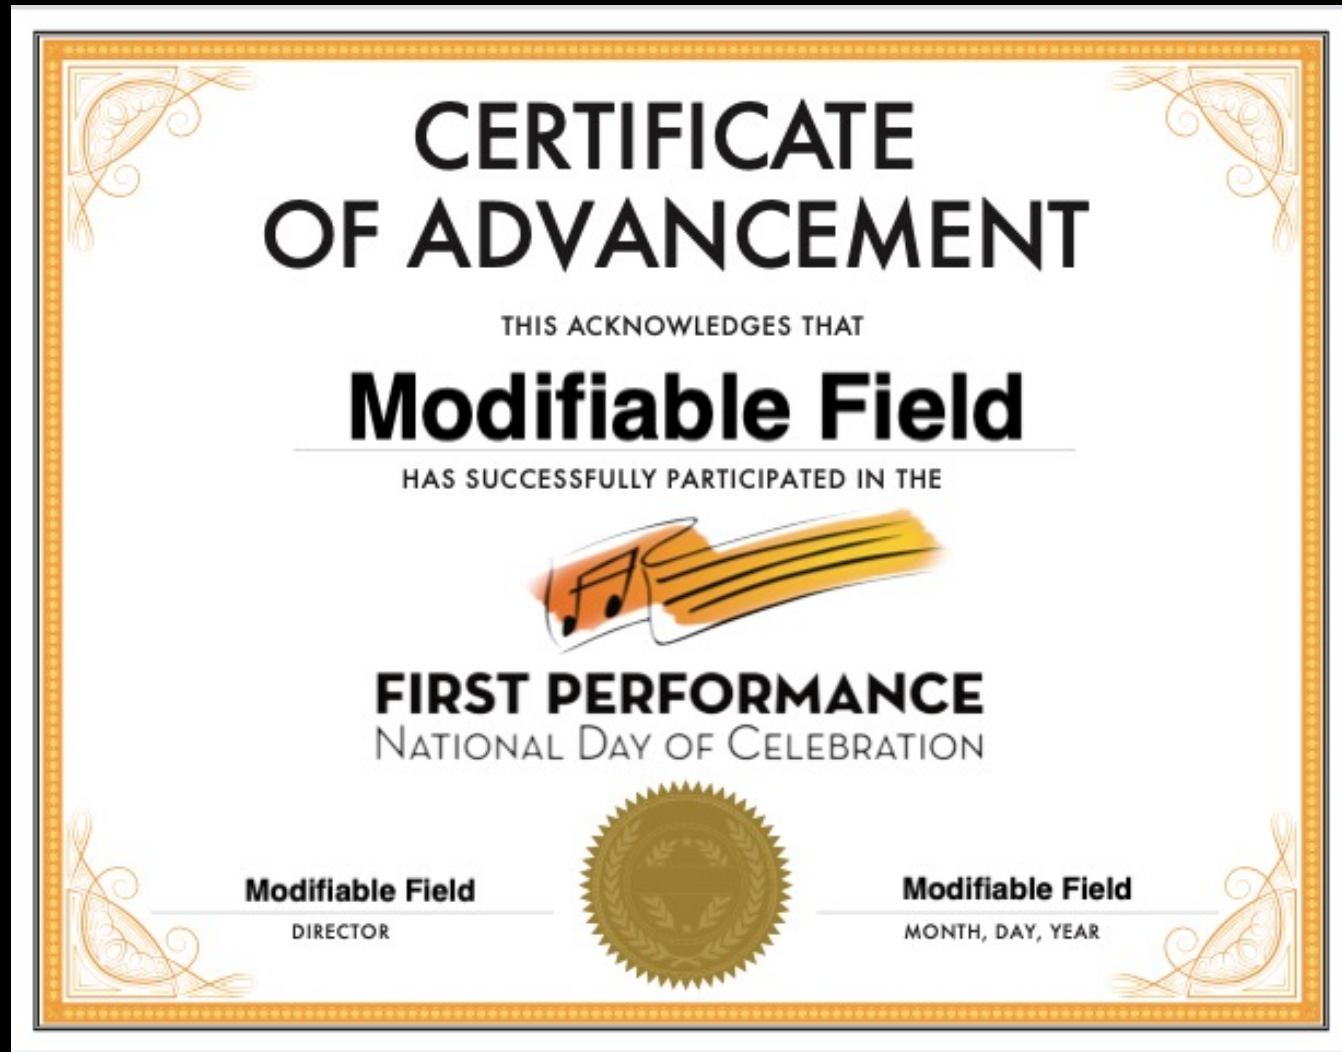 CERTIFICATE
OF ADVANCEMENT
THIS ACKNOWLEDGES THAT
Modifiable Field
HAS SUCCESSFULLY PARTICIPATED IN THE
FIRST PERFORMANCE
NATIONAL DAY OF CELEBRATION
Modifiable Field
DIRECTOR
Modifiable Field
MONTH, DAY, YEAR